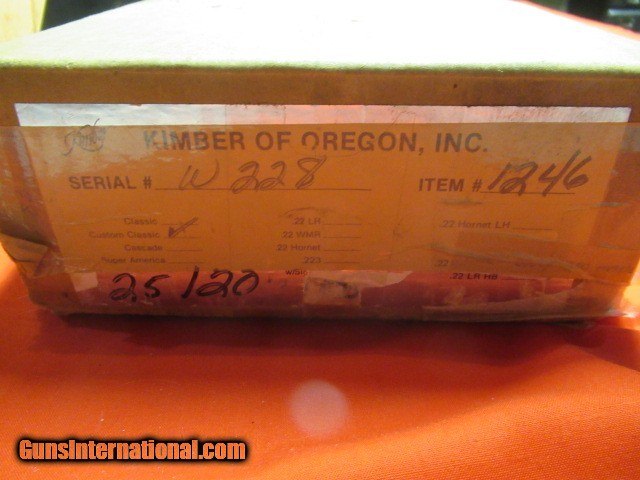 KIMBER OF OREGON, INC.
SERIAL # W 228 ITEM # 1246
Classic .22 LR .22 Hornet LH
Custom Classic ✓ .22 WMR
Cascade .22 Hornet .22
Super America .223 .22 LR HB
25/120
GunsInternational.com